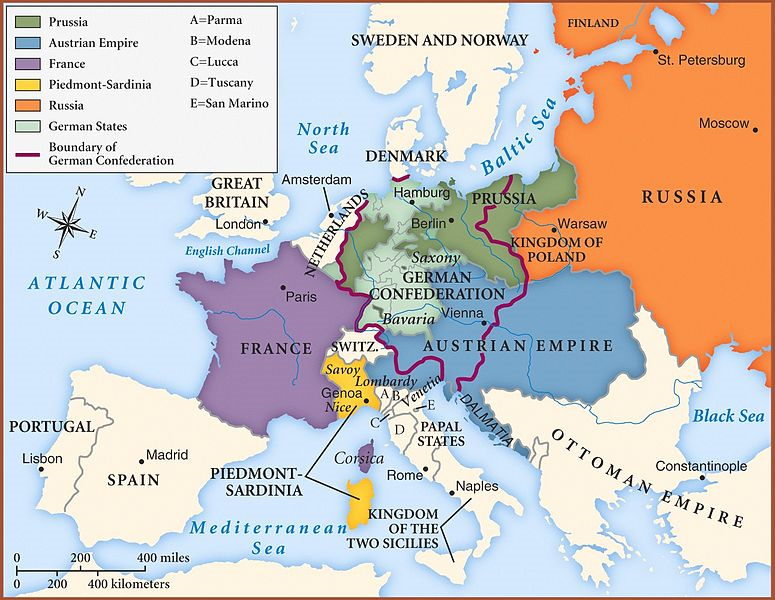 Prussia
Austrian Empire
France
Piedmont-Sardinia
Russia
German States
Boundary of
German Confederation
A=Parma
B=Modena
C=Lucca
D=Tuscany
E=San Marino
FINLAND
SWEDEN AND NORWAY
St. Petersburg
Moscow
North
Sea
Baltic Sea
DENMARK
GREAT
BRITAIN
Amsterdam
Hamburg
PRUSSIA
RUSSIA
N
W
E
S
London
NETHERLANDS
Berlin
Warsaw
KINGDOM OF
POLAND
English Channel
Saxony
ATLANTIC
OCEAN
GERMAN
CONFEDERATION
Paris
Bavaria
Vienna
FRANCE
SWITZ.
AUSTRIAN EMPIRE
Savoy
Lombardy
Venetia
Genoa
Nice
A
B
E
C
D
DALMATIA
Black Sea
PORTUGAL
PAPAL
STATES
OTTOMAN EMPIRE
Lisbon
Madrid
SPAIN
Corsica
PIEDMONT-
SARDINIA
Rome
Constantinople
Naples
Mediterranean
Sea
KINGDOM
OF THE
TWO SICILIES
0
200
400 miles
0
200
400 kilometers